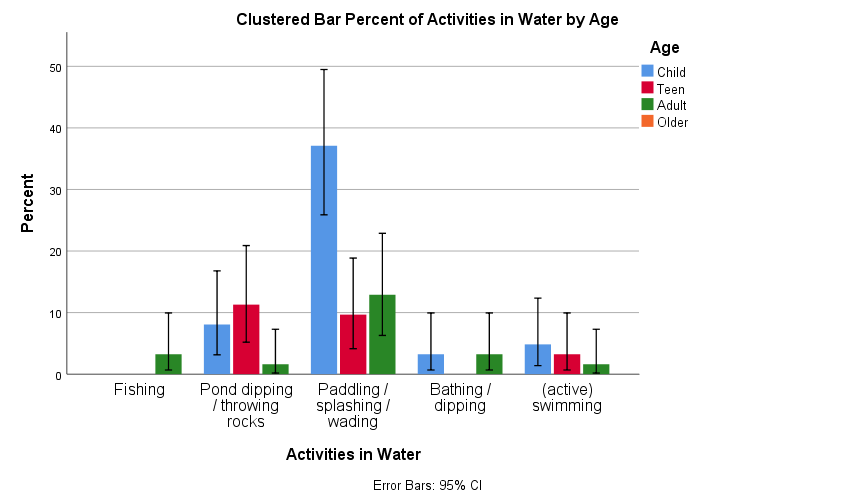 Clustered Bar Percent of Activities in Water by Age
Age
Child
Teen
Adult
Older
Percent
50
40
30
20
10
0
Fishing
Pond dipping
/ throwing
rocks
Paddling /
splashing /
wading
Bathing /
dipping
(active)
swimming
Activities in Water
Error Bars: 95% CI